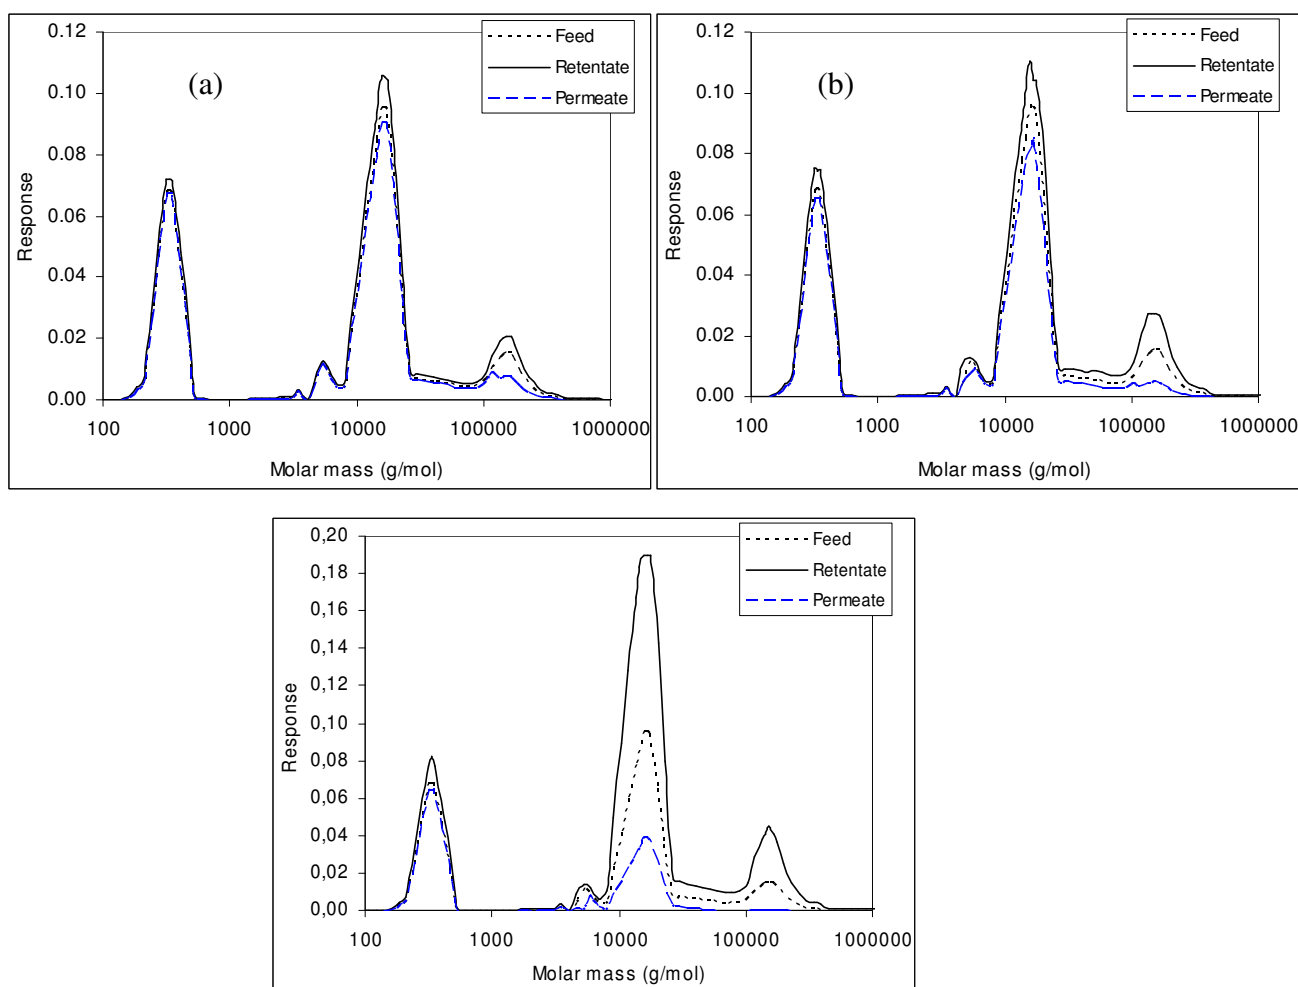 0.12
0.10
0.08
0.06
0.04
0.02
0.00
Response
(a)
Feed
Retentate
Permeate
100 1000 10000 100000 1000000
Molar mass (g/mol)
0.12
0.10
0.08
0.06
0.04
0.02
0.00
Response
(b)
Feed
Retentate
Permeate
100 1000 10000 100000 1000000
Molar mass (g/mol)
0,20
0,18
0,16
0,14
0,12
0,10
0,08
0,06
0,04
0,02
0,00
Response
Feed
Retentate
Permeate
100 1000 10000 100000 1000000
Molar mass (g/mol)